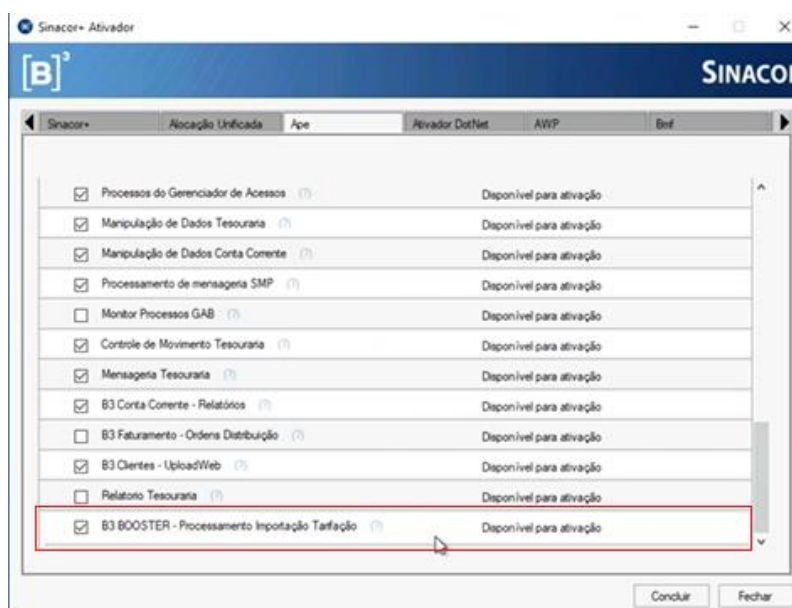 Sinacor+ Ativador
[B]³
SINACO
Sinacor+ Alocação Unificada Ape Ativador DotNet AWP Bmf
Processos do Gerenciador de Acessos (?) Disponível para ativação
Manipulação de Dados Tesouraria (?) Disponível para ativação
Manipulação de Dados Conta Corrente (?) Disponível para ativação
Processamento de mensageria SMP (?) Disponível para ativação
Monitor Processos GAB (?) Disponível para ativação
Controle de Movimento Tesouraria (?) Disponível para ativação
Mensageria Tesouraria (?) Disponível para ativação
B3 Conta Corrente - Relatórios (?) Disponível para ativação
B3 Faturamento - Ordens Distribuição (?) Disponível para ativação
B3 Clientes - UploadWeb (?) Disponível para ativação
Relatorio Tesouraria (?) Disponível para ativação
B3 BOOSTER - Processamento Importação Tarifação (?) Disponível para ativação
Concluir Fechar